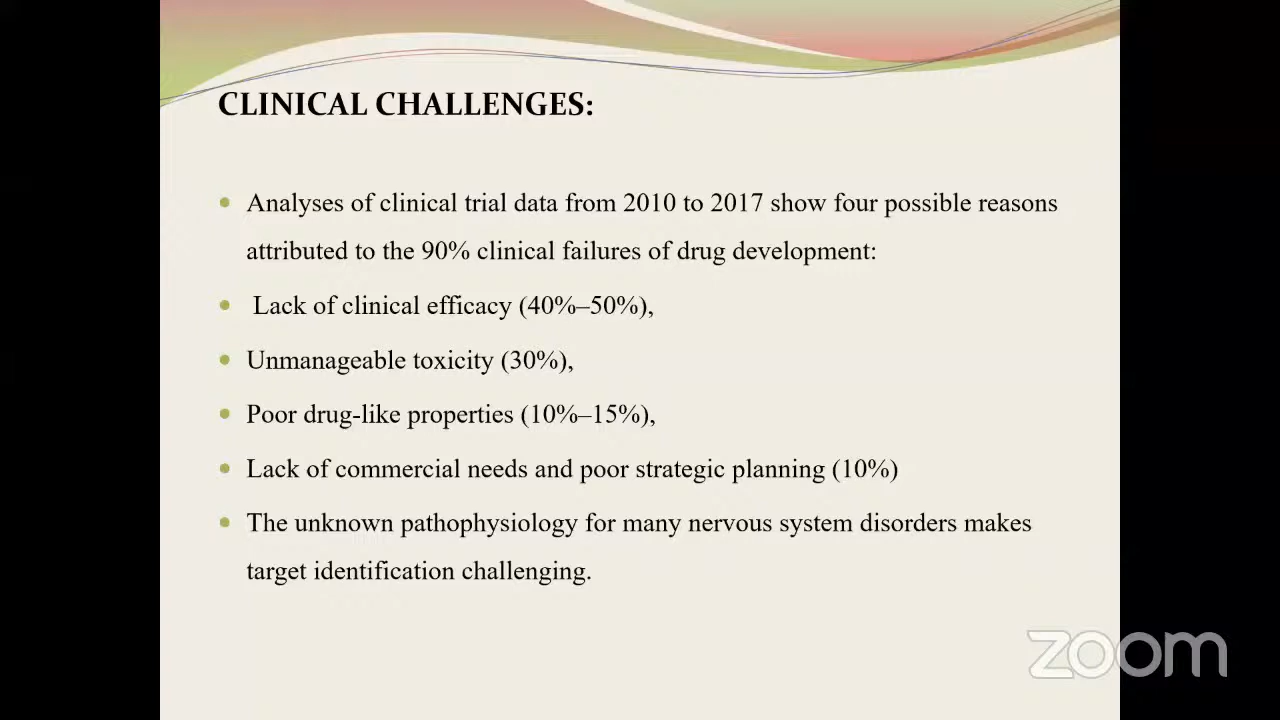 CLINICAL CHALLENGES:
Analyses of clinical trial data from 2010 to 2017 show four possible reasons
attributed to the 90% clinical failures of drug development:
Lack of clinical efficacy (40%–50%),
Unmanageable toxicity (30%),
Poor drug-like properties (10%–15%),
Lack of commercial needs and poor strategic planning (10%)
The unknown pathophysiology for many nervous system disorders makes
target identification challenging.
zoom